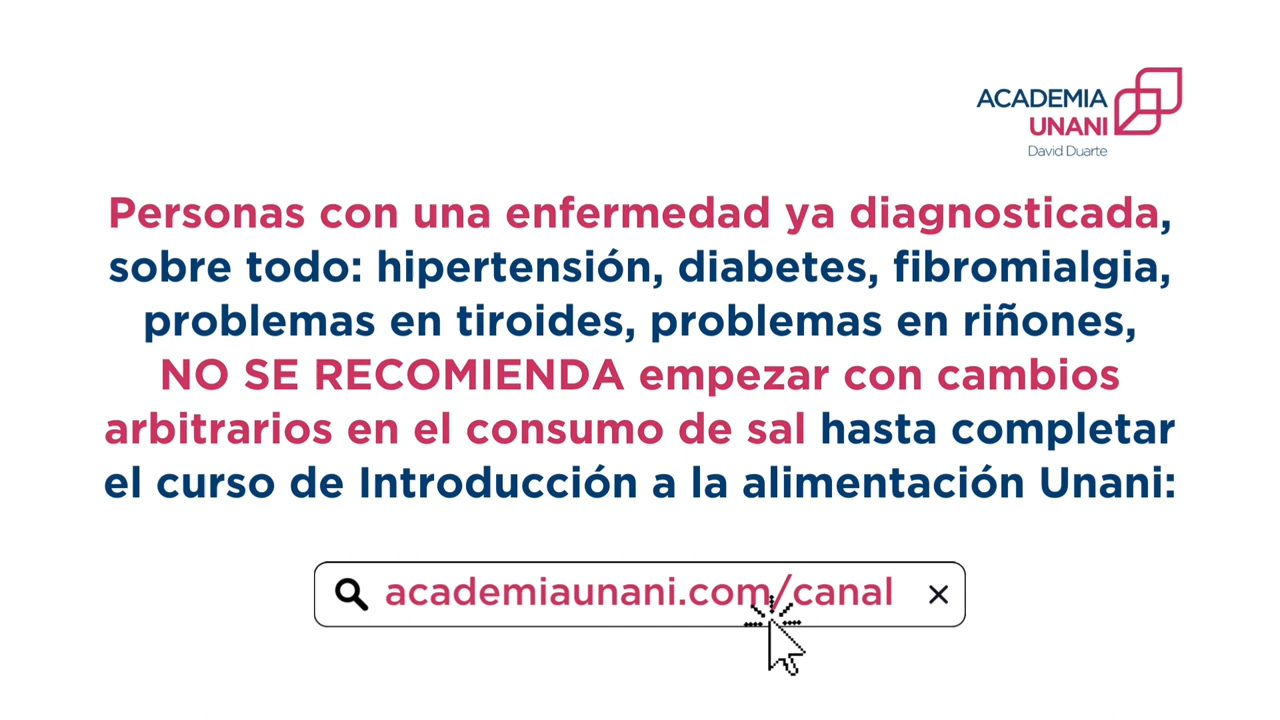 ACADEMIA
UNANI
David Duarte
Personas con una enfermedad ya diagnosticada,
sobre todo: hipertensión, diabetes, fibromialgia,
problemas en tiroides, problemas en riñones,
NO SE RECOMIENDA empezar con cambios
arbitrarios en el consumo de sal hasta completar
el curso de Introducción a la alimentación Unani:
academiaunani.com/canal